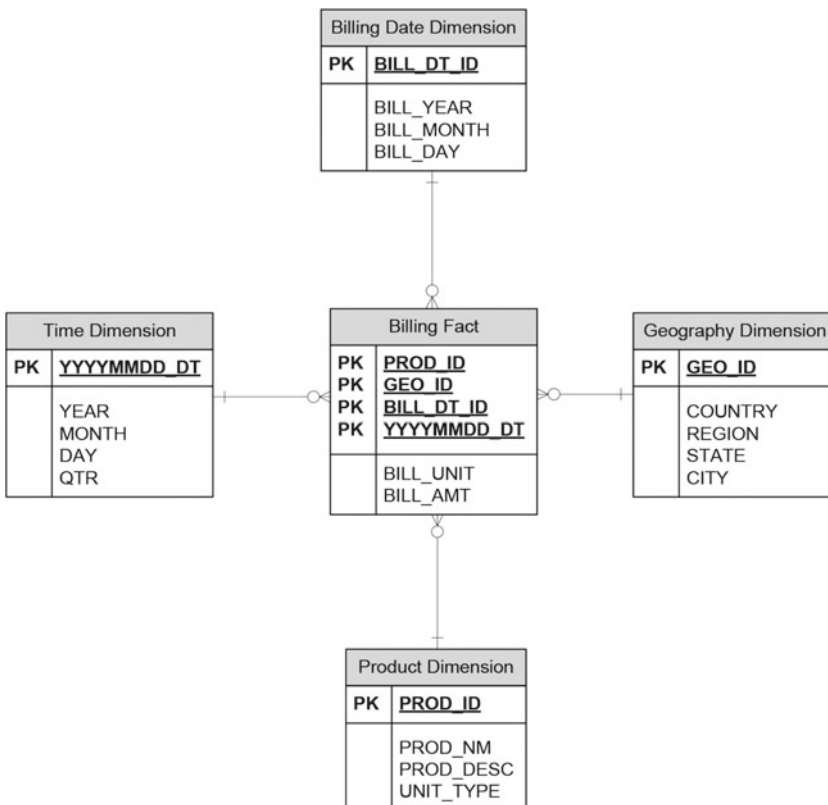 Billing Date Dimension
PK BILL_DT_ID
BILL_YEAR
BILL_MONTH
BILL_DAY
Time Dimension
PK YYYYMMDD_DT
YEAR
MONTH
DAY
QTR
Billing Fact
PK PROD_ID
PK GEO_ID
PK BILL_DT_ID
PK YYYYMMDD_DT
BILL_UNIT
BILL_AMT
Geography Dimension
PK GEO_ID
COUNTRY
REGION
STATE
CITY
Product Dimension
PK PROD_ID
PROD_NM
PROD_DESC
UNIT_TYPE